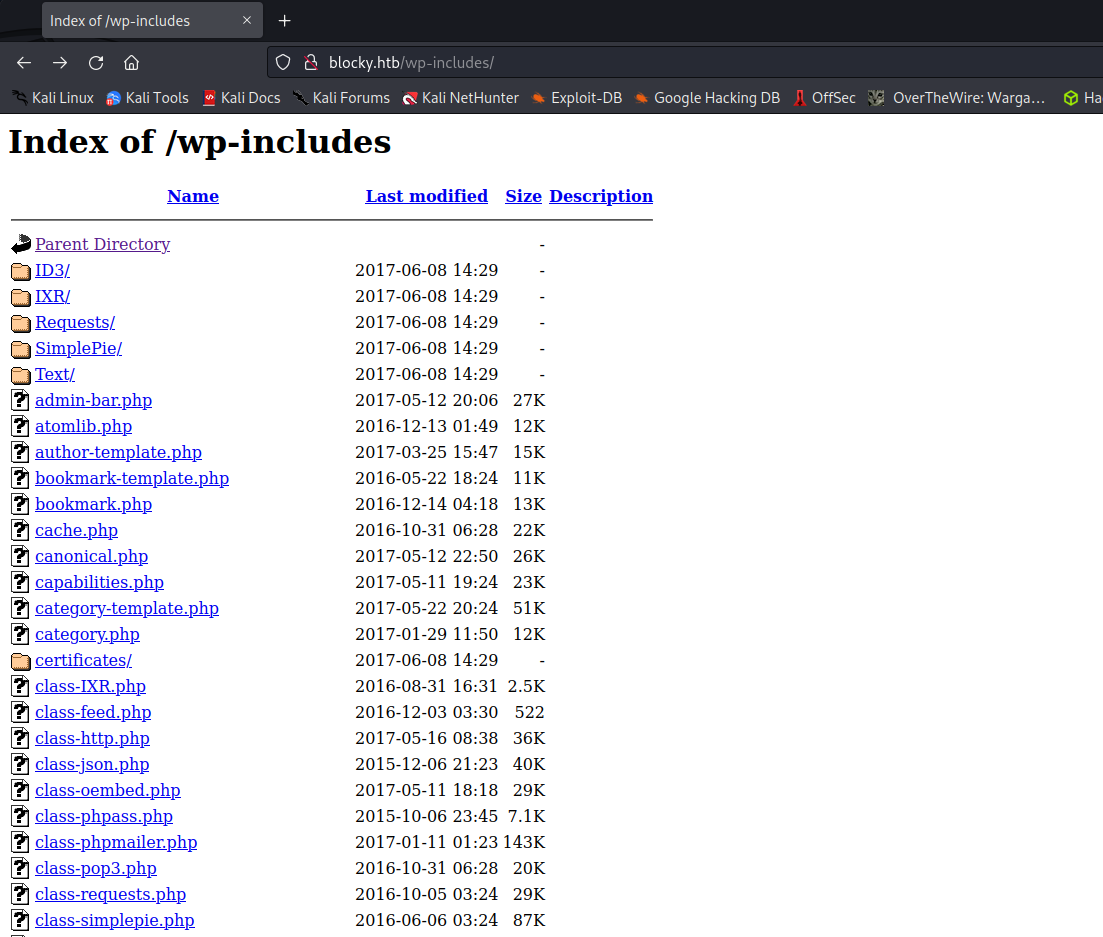 Index of /wp-includes
blocky.htb/wp-includes/
Kali Linux Kali Tools Kali Docs Kali Forums Kali NetHunter Exploit-DB Google Hacking DB OffSec OverTheWire: Warga… Ha
Index of /wp-includes
Name Last modified Size Description
Parent Directory -
ID3/ 2017-06-08 14:29 -
IXR/ 2017-06-08 14:29 -
Requests/ 2017-06-08 14:29 -
SimplePie/ 2017-06-08 14:29 -
Text/ 2017-06-08 14:29 -
admin-bar.php 2017-05-12 20:06 27K
atomlib.php 2016-12-13 01:49 12K
author-template.php 2017-03-25 15:47 15K
bookmark-template.php 2016-05-22 18:24 11K
bookmark.php 2016-12-14 04:18 13K
cache.php 2016-10-31 06:28 22K
canonical.php 2017-05-12 22:50 26K
capabilities.php 2017-05-11 19:24 23K
category-template.php 2017-05-22 20:24 51K
category.php 2017-01-29 11:50 12K
certificates/ 2017-06-08 14:29 -
class-IXR.php 2016-08-31 16:31 2.5K
class-feed.php 2016-12-03 03:30 522
class-http.php 2017-05-16 08:38 36K
class-json.php 2015-12-06 21:23 40K
class-oembed.php 2017-05-11 18:18 29K
class-phpass.php 2015-10-06 23:45 7.1K
class-phpmailer.php 2017-01-11 01:23 143K
class-pop3.php 2016-10-31 06:28 20K
class-requests.php 2016-10-05 03:24 29K
class-simplepie.php 2016-06-06 03:24 87K